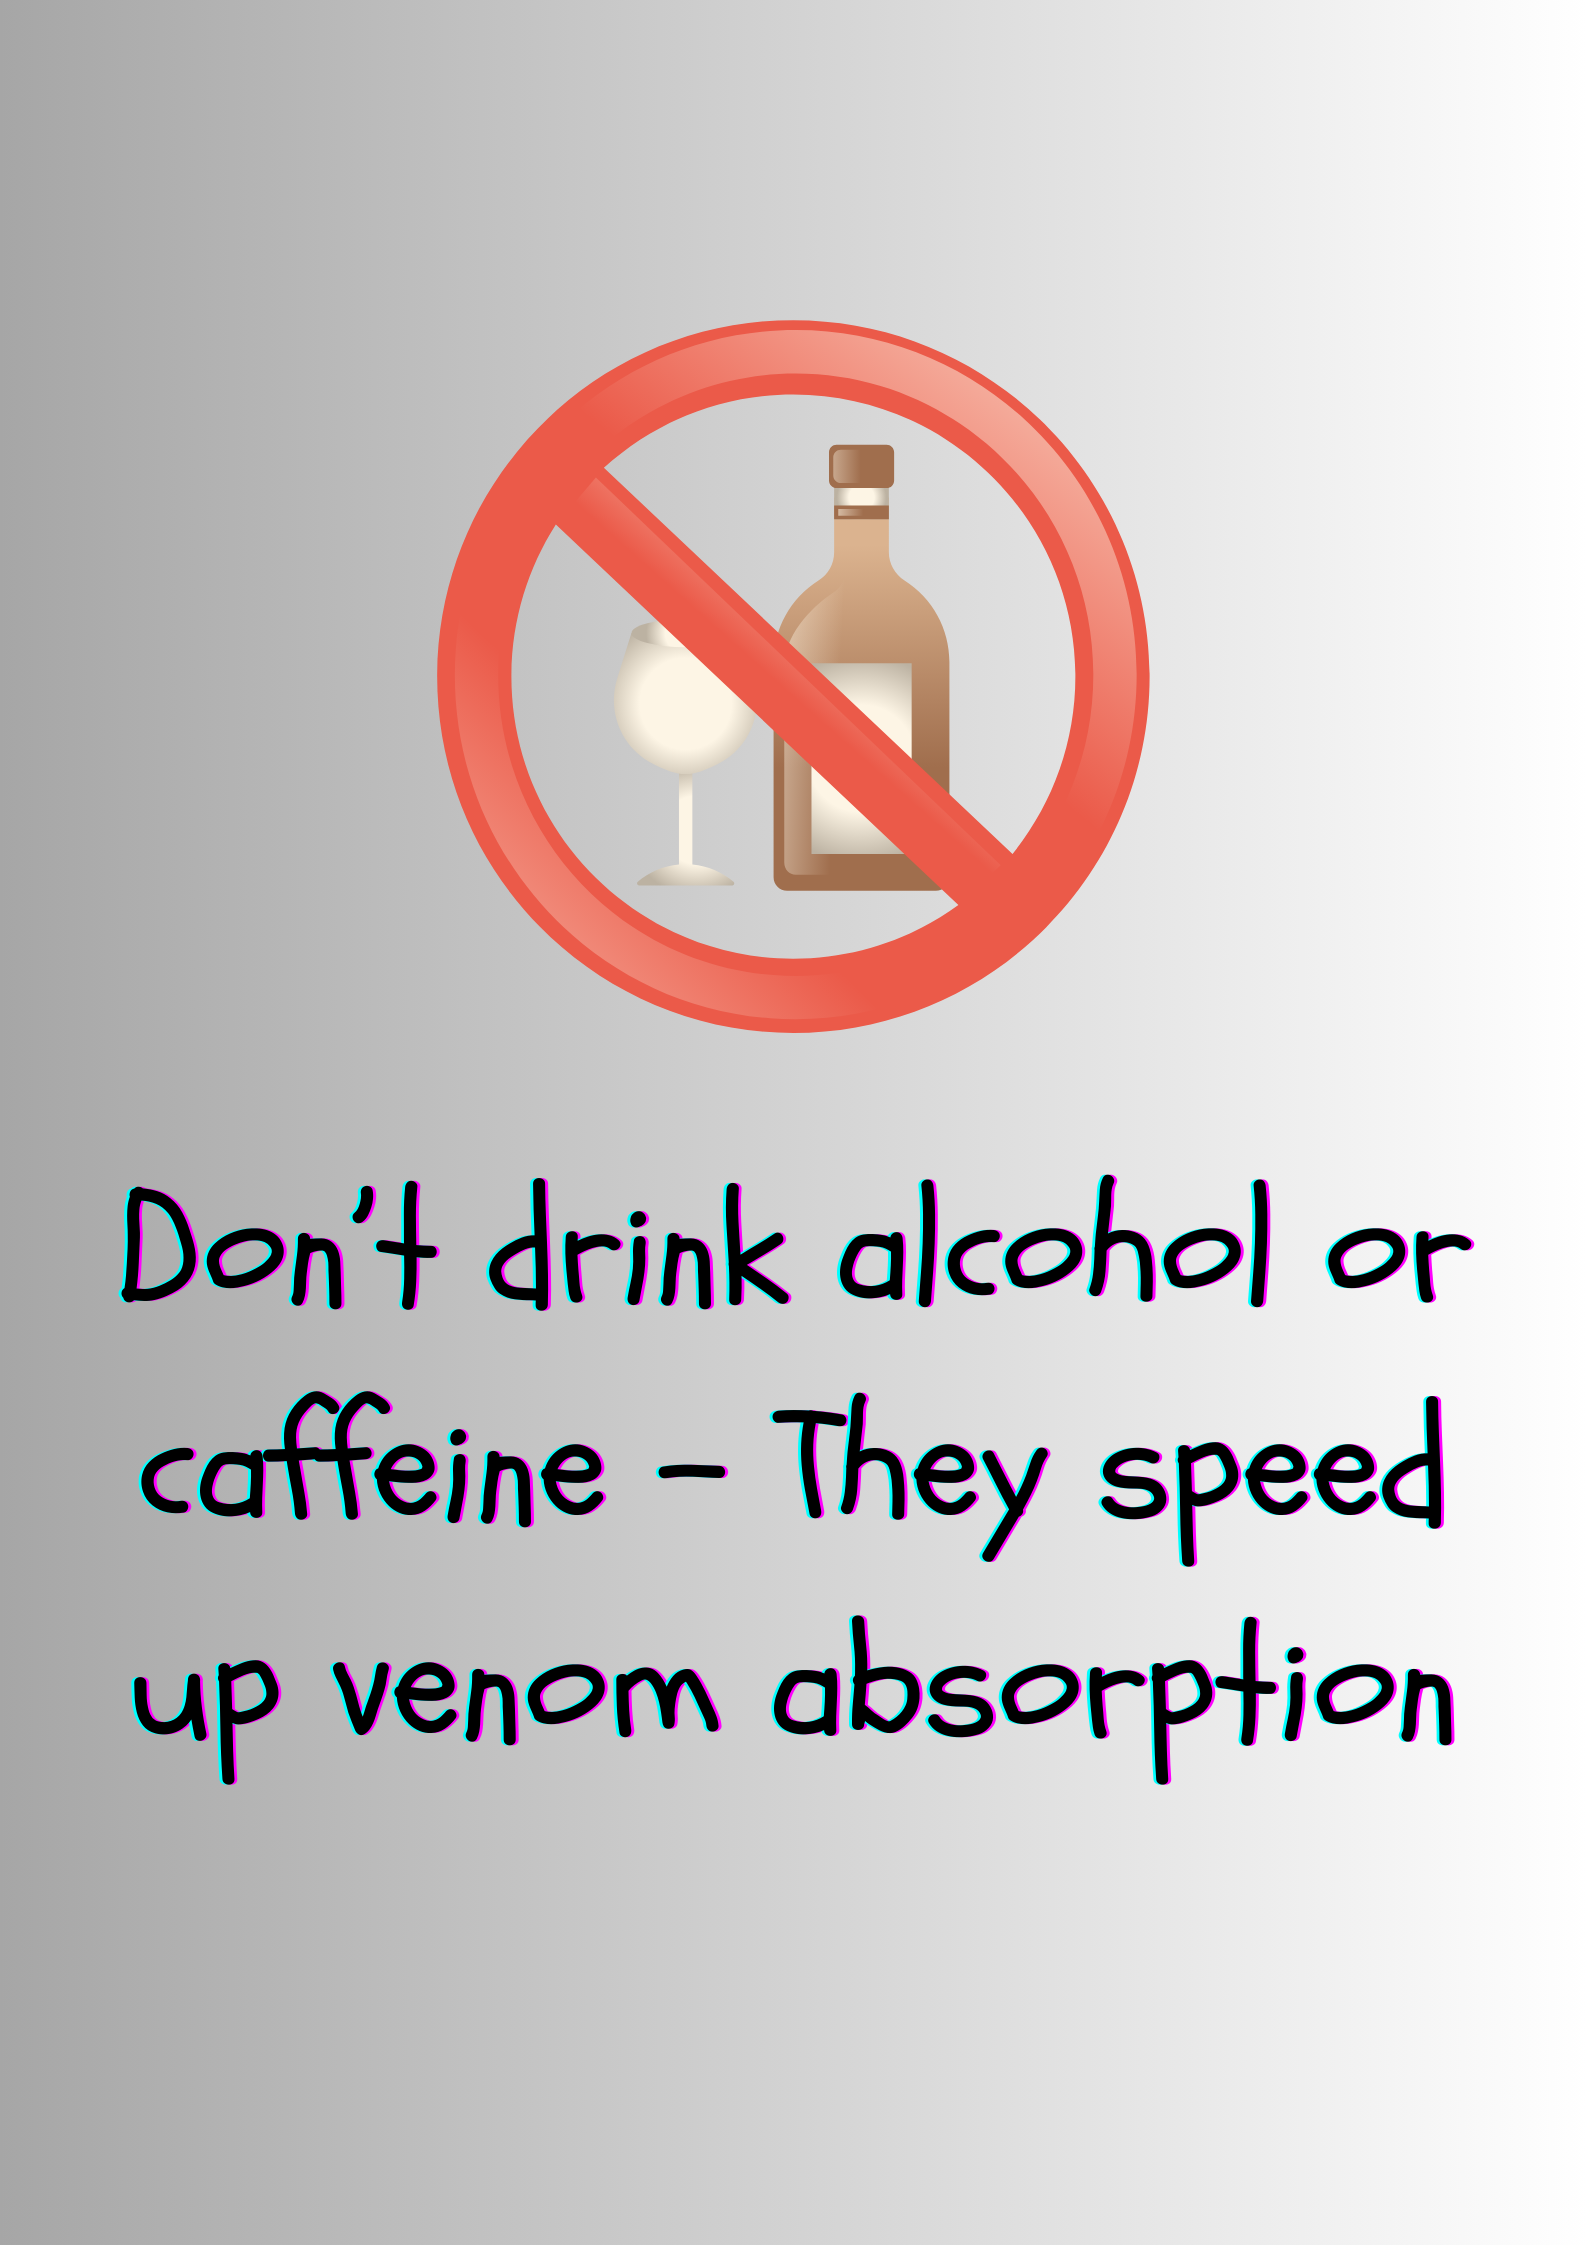 Don't drink alcohol or
caffeine – They speed
up venom absorption